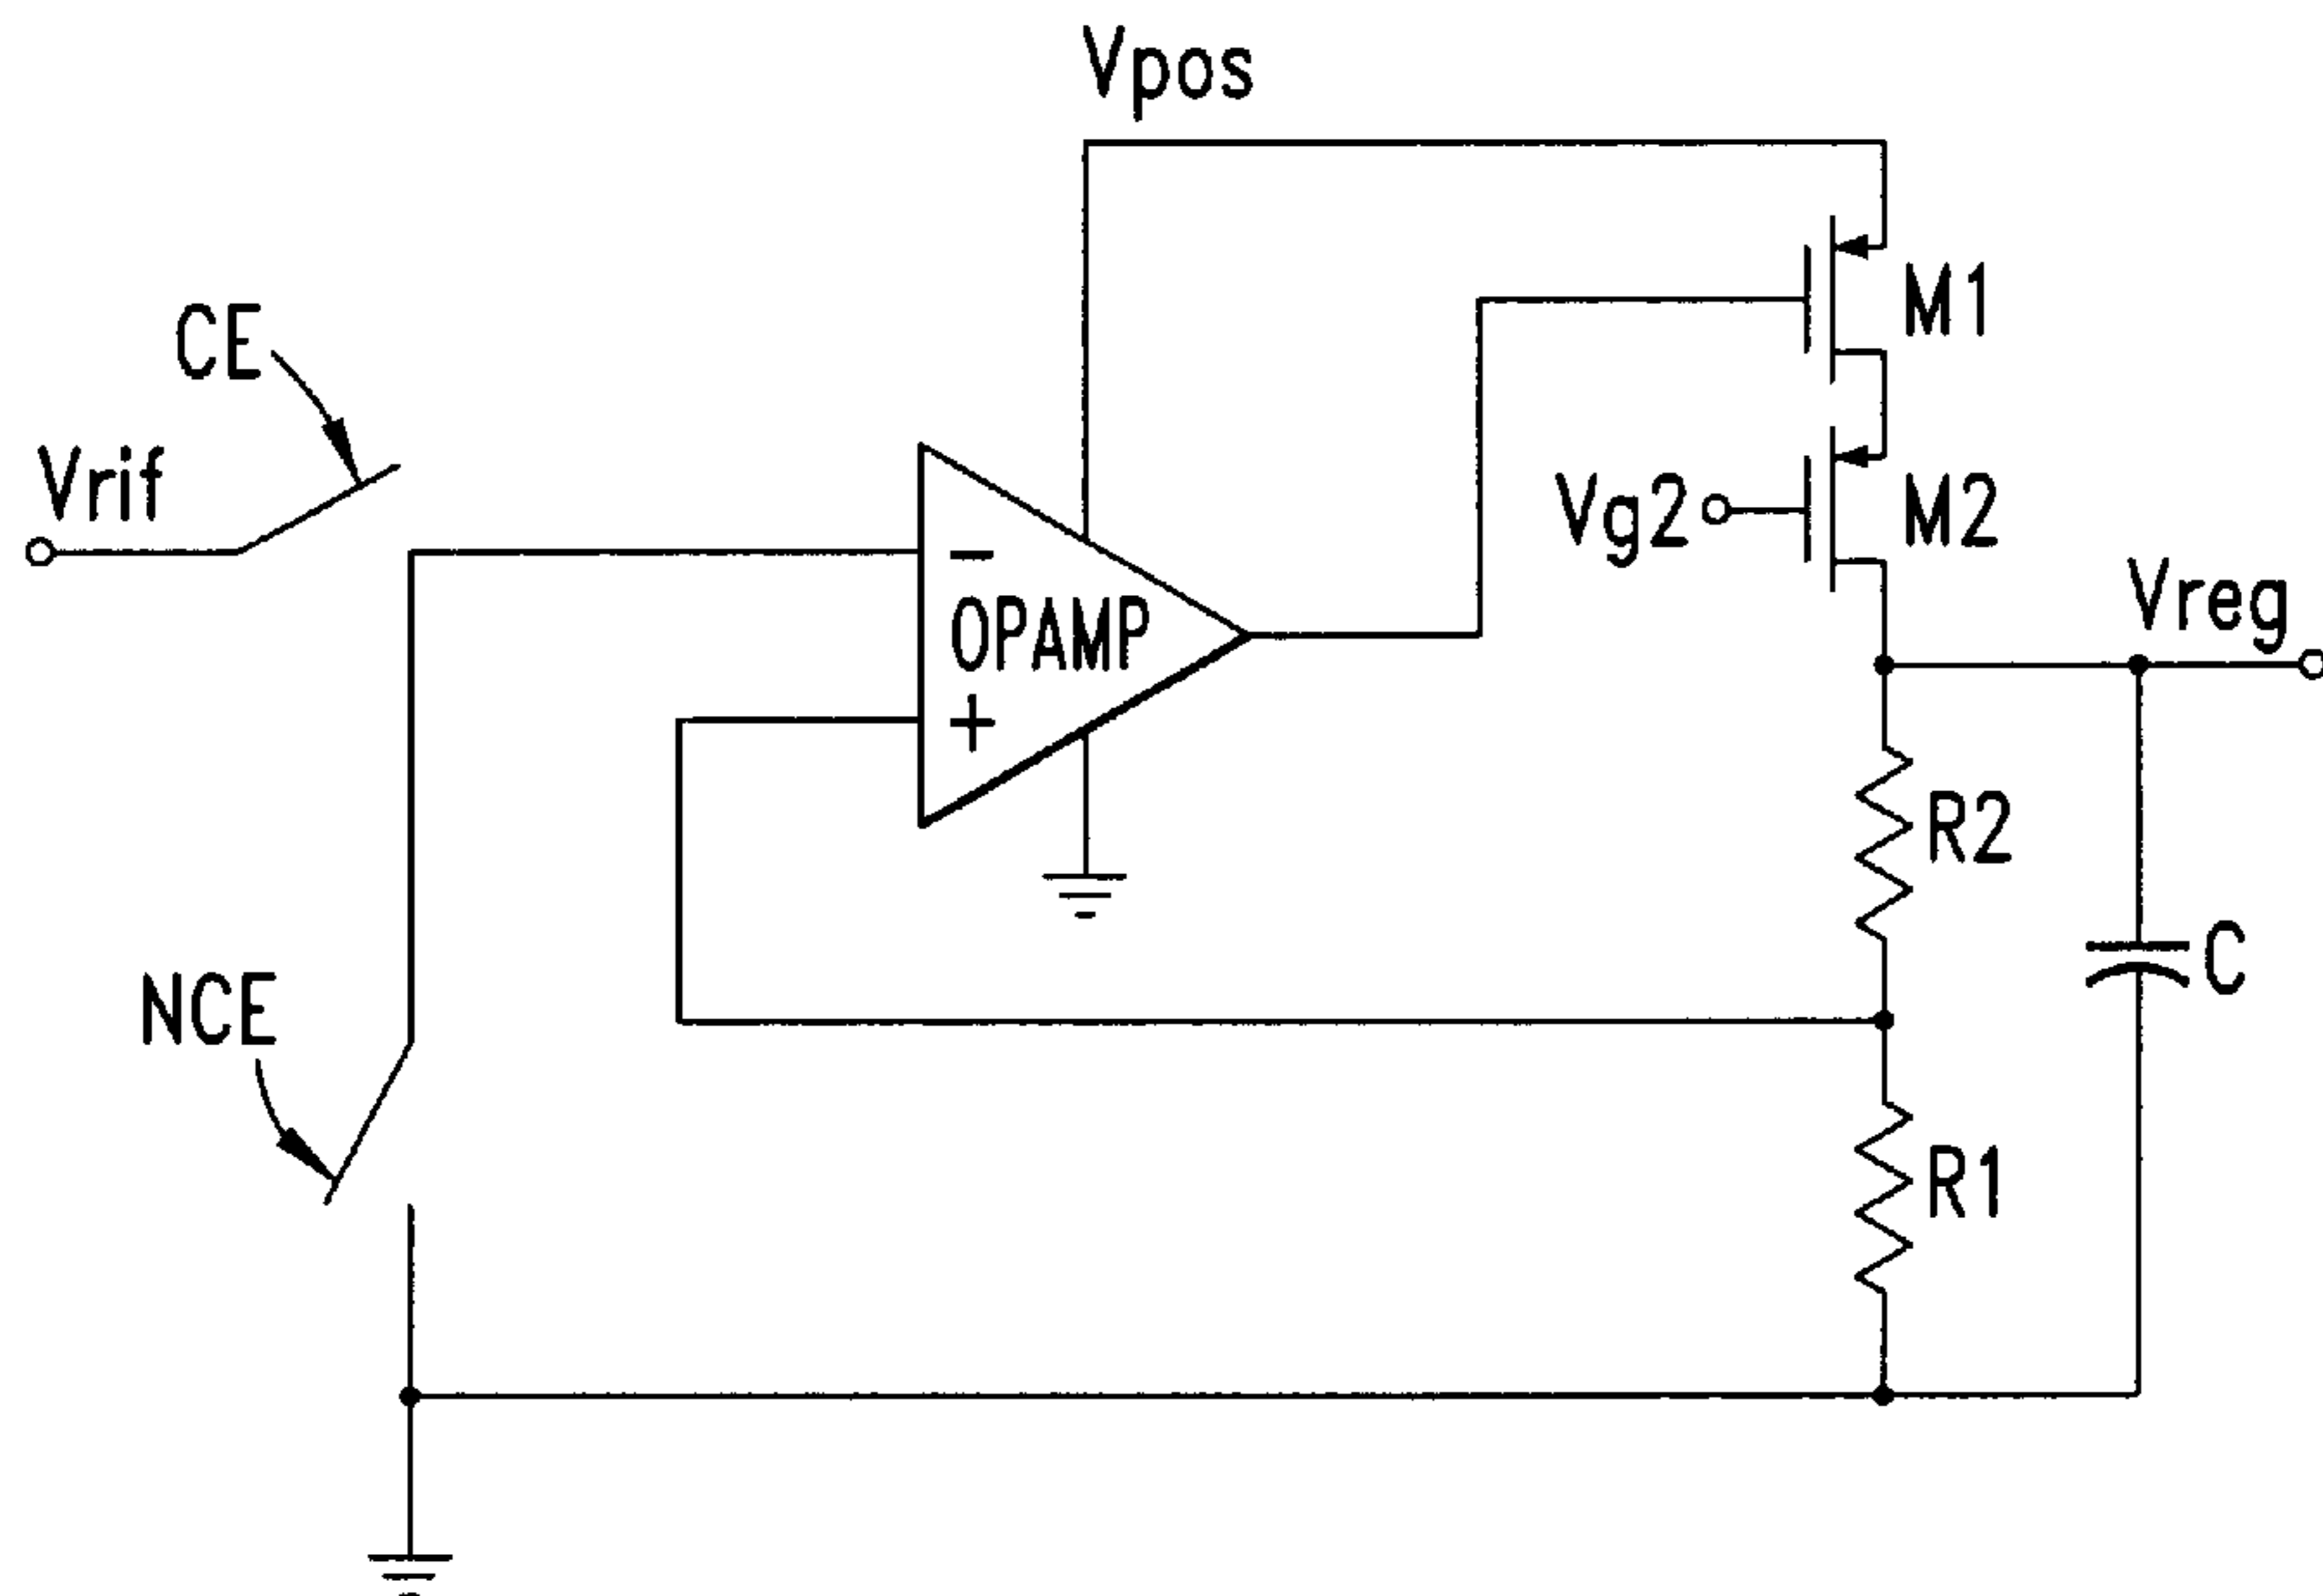 Vpos
CE
M1
Vrif
Vg2
M2
Vreg
-
OPAMP
+
R2
C
NCE
R1